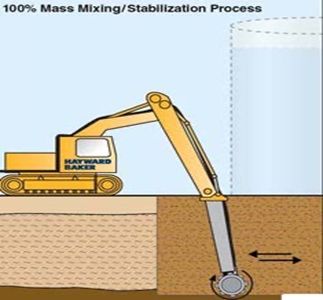 100% Mass Mixing/Stabilization Process
HAYWARD
BAKER